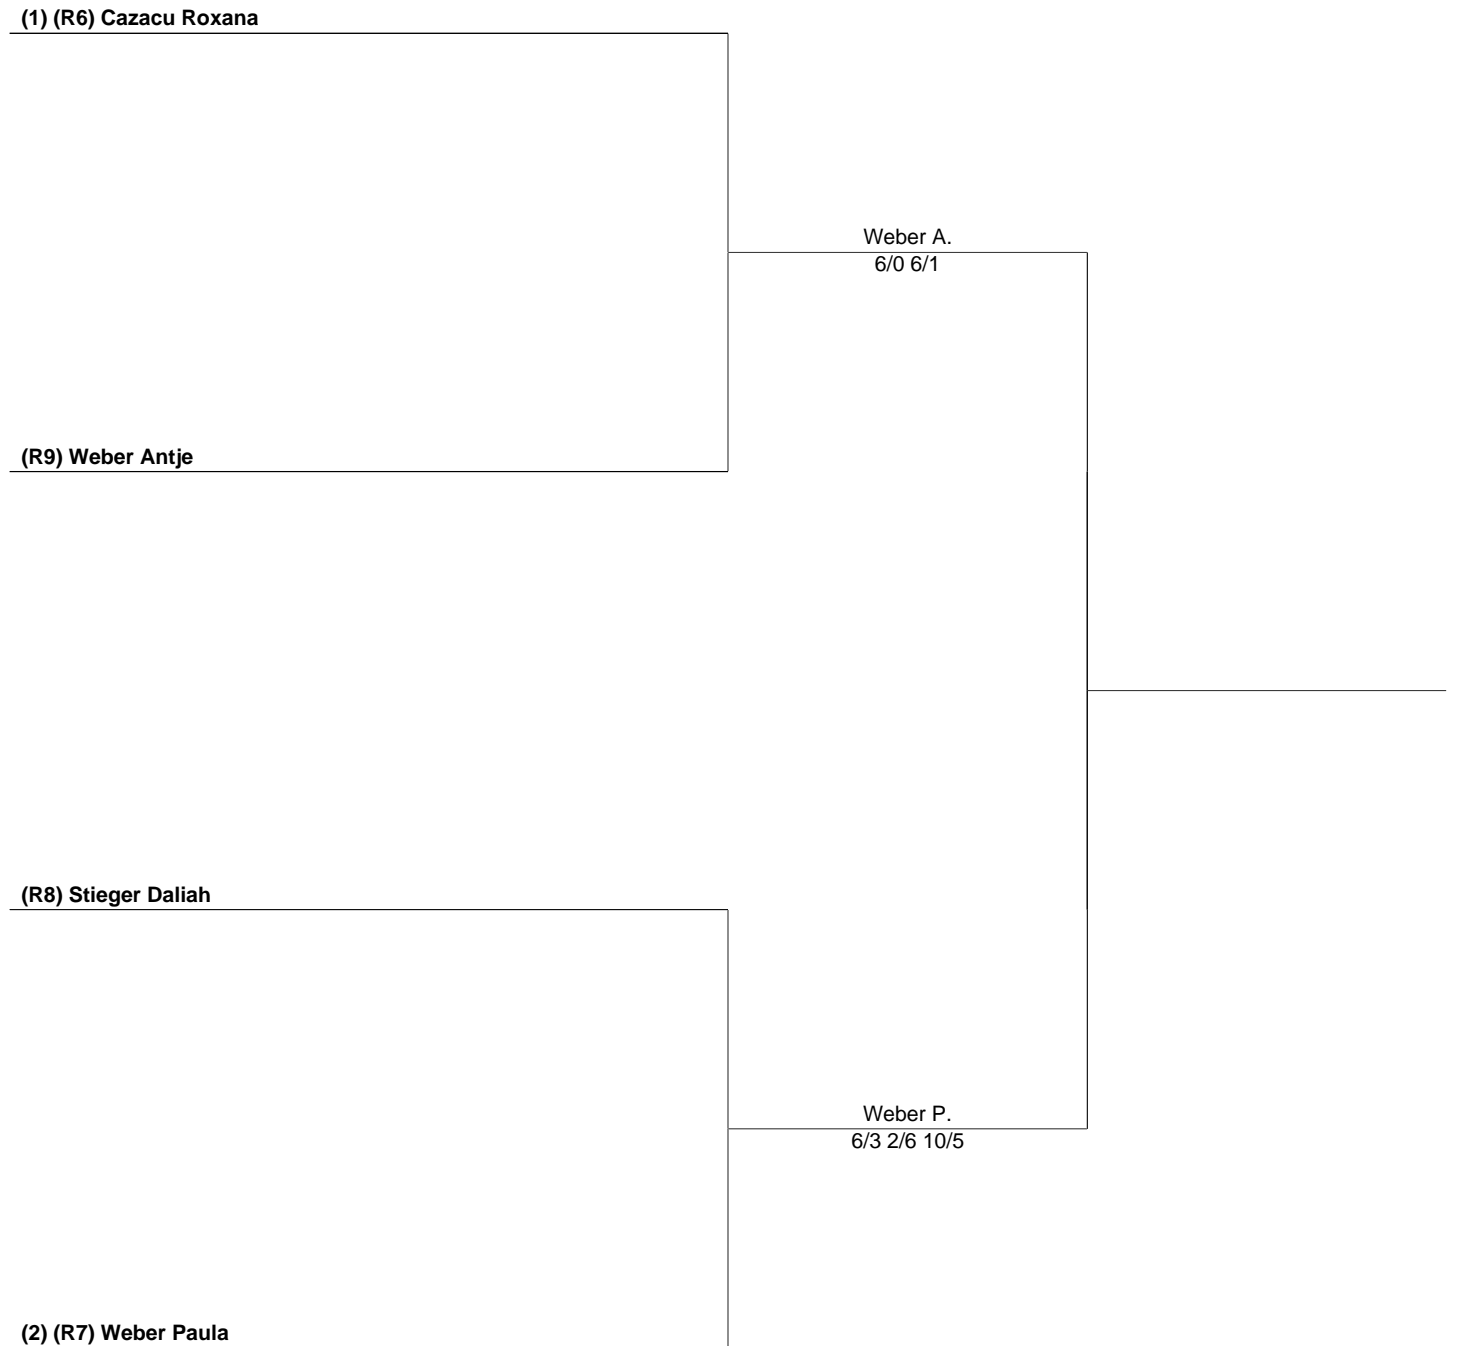 (1) (R6) Cazacu Roxana
Weber A.
6/0 6/1
(R9) Weber Antje
(R8) Stieger Daliah
Weber P.
6/3 2/6 10/5
(2) (R7) Weber Paula